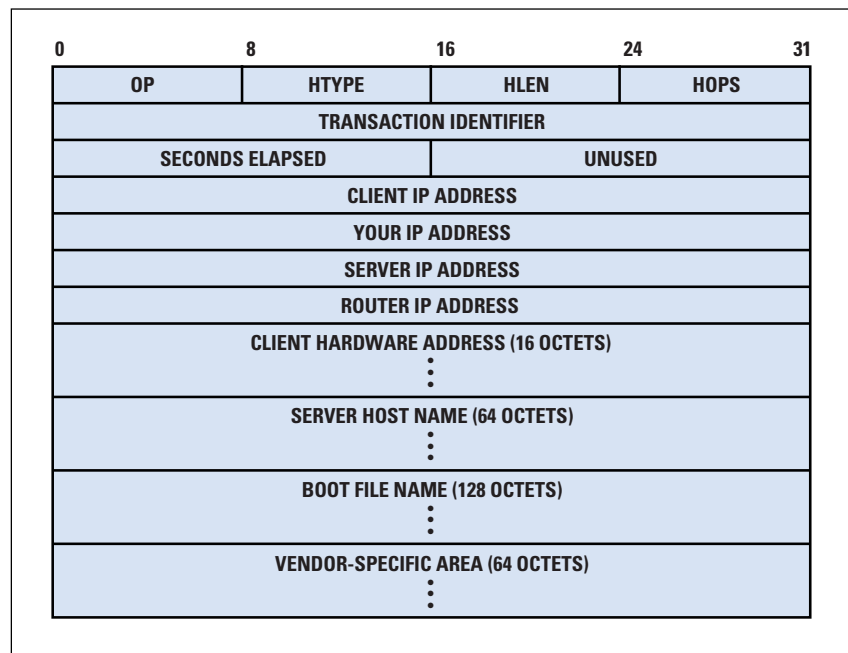 0 8 16 24 31
OP HTYPE HLEN HOPS
TRANSACTION IDENTIFIER
SECONDS ELAPSED UNUSED
CLIENT IP ADDRESS
YOUR IP ADDRESS
SERVER IP ADDRESS
ROUTER IP ADDRESS
CLIENT HARDWARE ADDRESS (16 OCTETS)
SERVER HOST NAME (64 OCTETS)
BOOT FILE NAME (128 OCTETS)
VENDOR-SPECIFIC AREA (64 OCTETS)